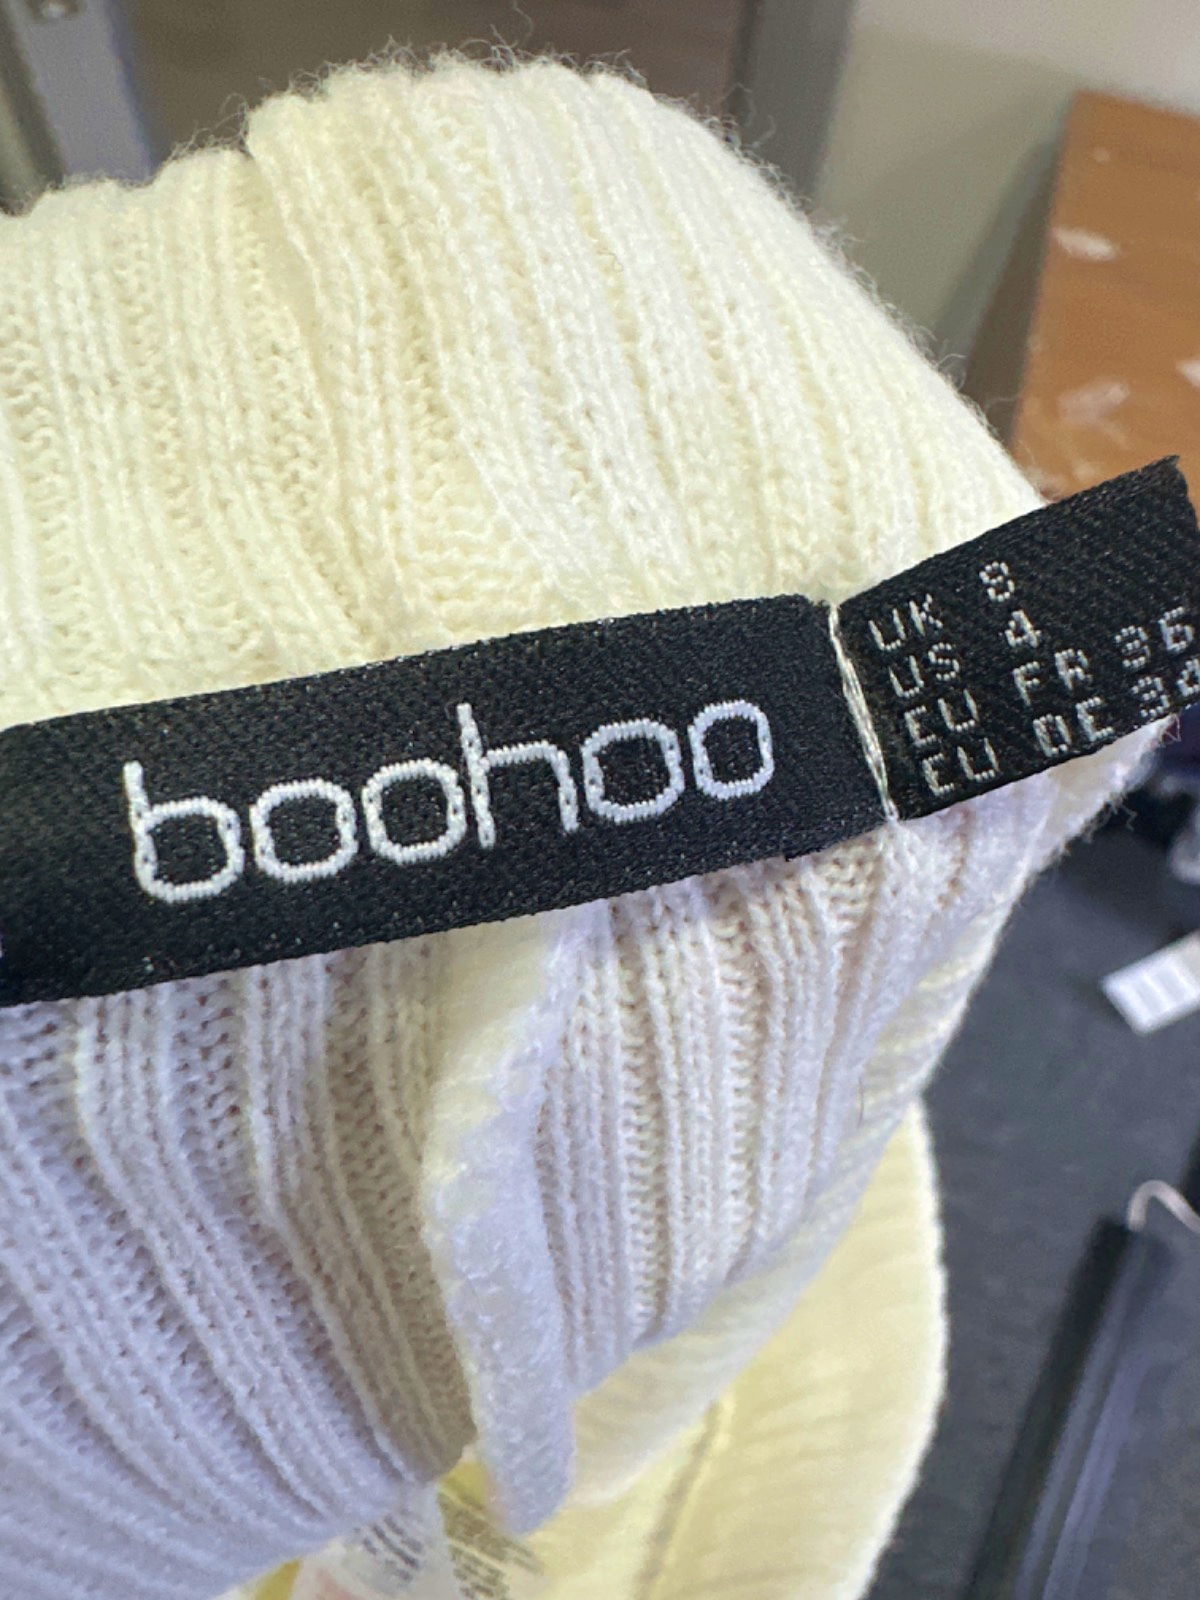 boohoo
UK 8
US 4
EU FR 36
EU DE 34